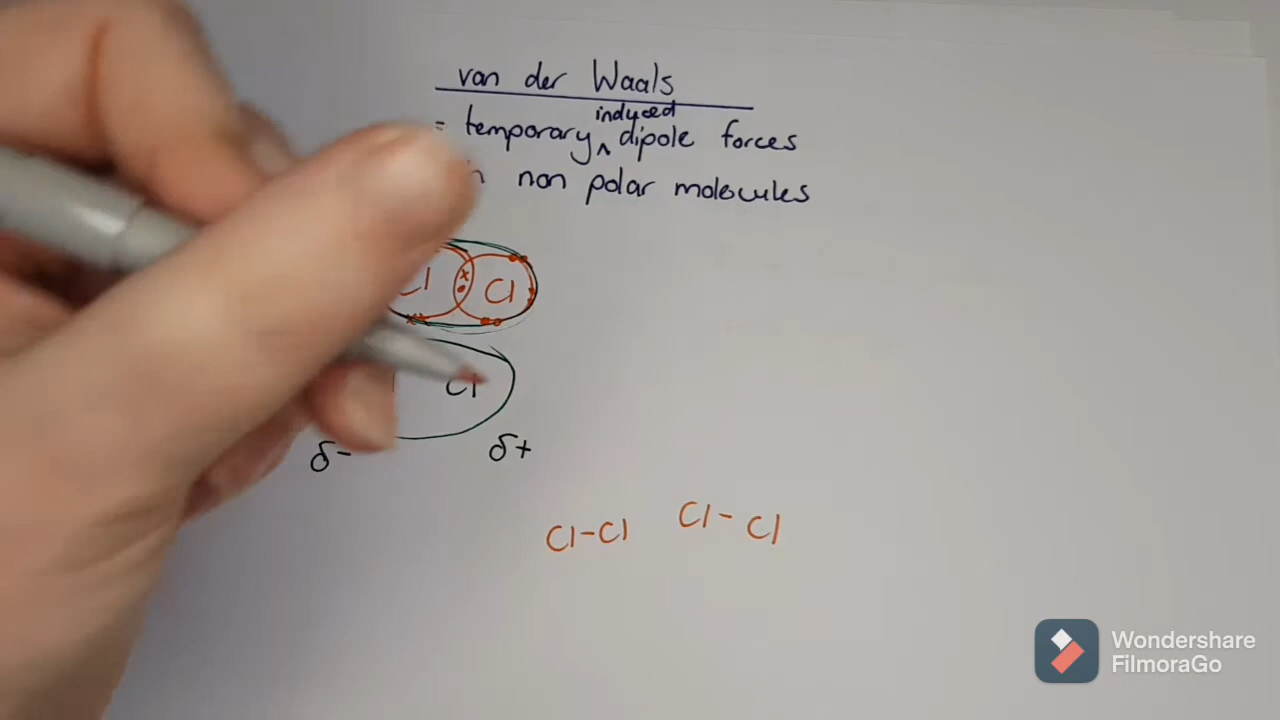 van der Waals
induced
= temporary ^ dipole forces
non polar molecules
Cl Cl
Cl
δ- δ+
Cl-Cl Cl-Cl
Wondershare
FilmoraGo